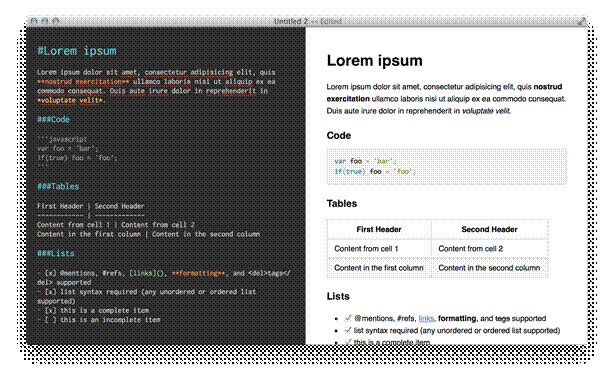 Untitled 2 — Edited
#Lorem ipsum
Lorem ipsum dolor sit amet, consectetur adipisicing elit, quis
**nostrud exercitation** ullamco laboris nisi ut aliquip ex ea
commodo consequat. Duis aute irure dolor in reprehenderit in
*voluptate velit*.
###Code
```javascript
var foo = 'bar';
if(true) foo = 'foo';
```
###Tables
First Header | Second Header
------------ | -------------
Content from cell 1 | Content from cell 2
Content in the first column | Content in the second column
###Lists
- [x] @mentions, #refs, [links](), **formatting**, and <del>tags</
del> supported
- [x] list syntax required (any unordered or ordered list
supported)
- [x] this is a complete item
- [ ] this is an incomplete item
Lorem ipsum
Lorem ipsum dolor sit amet, consectetur adipisicing elit, quis nostrud
exercitation ullamco laboris nisi ut aliquip ex ea commodo consequat.
Duis aute irure dolor in reprehenderit in voluptate velit.
Code
var foo = 'bar';
if(true) foo = 'foo';
Tables
First Header Second Header
Content from cell 1 Content from cell 2
Content in the first column Content in the second column
Lists
@mentions, #refs, links, formatting, and tags supported
list syntax required (any unordered or ordered list supported)
this is a complete item